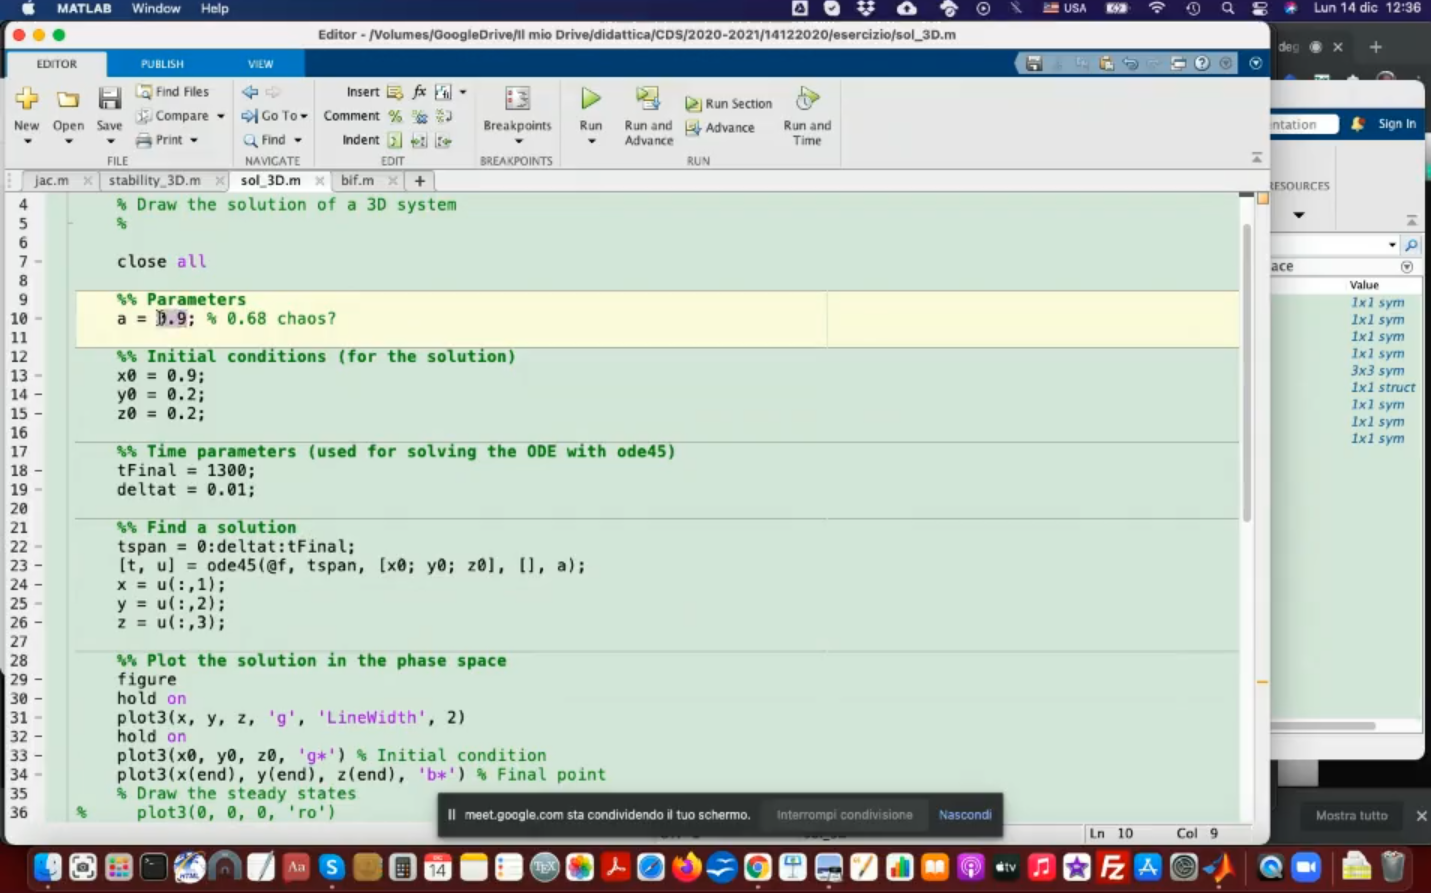 MATLAB Window Help
USA Lun 14 dic 12:36
Editor - /Volumes/GoogleDrive/Il mio Drive/didattica/CDS/2020-2021/14122020/esercizio/sol_3D.m
EDITOR PUBLISH VIEW
New Open Save
Find Files
Compare
Print
FILE
Go To
Find
NAVIGATE
Insert fx
Comment %
Indent
EDIT
Breakpoints
BREAKPOINTS
Run
Run and Advance
Run Section
Advance
Run and Time
RUN
jac.m stability_3D.m sol_3D.m bif.m +
4 % Draw the solution of a 3D system
5 %
6
7 close all
8
9 %% Parameters
10 a = 0.9; % 0.68 chaos?
11
12 %% Initial conditions (for the solution)
13 x0 = 0.9;
14 y0 = 0.2;
15 z0 = 0.2;
16
17 %% Time parameters (used for solving the ODE with ode45)
18 tFinal = 1300;
19 deltat = 0.01;
20
21 %% Find a solution
22 tspan = 0:deltat:tFinal;
23 [t, u] = ode45(@f, tspan, [x0; y0; z0], [], a);
24 x = u(:,1);
25 y = u(:,2);
26 z = u(:,3);
27
28 %% Plot the solution in the phase space
29 figure
30 hold on
31 plot3(x, y, z, 'g', 'LineWidth', 2)
32 hold on
33 plot3(x0, y0, z0, 'g*') % Initial condition
34 plot3(x(end), y(end), z(end), 'b*') % Final point
35 % Draw the steady states
36 % plot3(0, 0, 0, 'ro')
meet.google.com sta condividendo il tuo schermo. Interrompi condivisione Nascondi
Ln 10 Col 9
deg
ntation Sign In
ESOURCES
ace
Value
1x1 sym
1x1 sym
1x1 sym
1x1 sym
3x3 sym
1x1 struct
1x1 sym
1x1 sym
1x1 sym
Mostra tutto
HTML Aa DIC 14 TEX tv